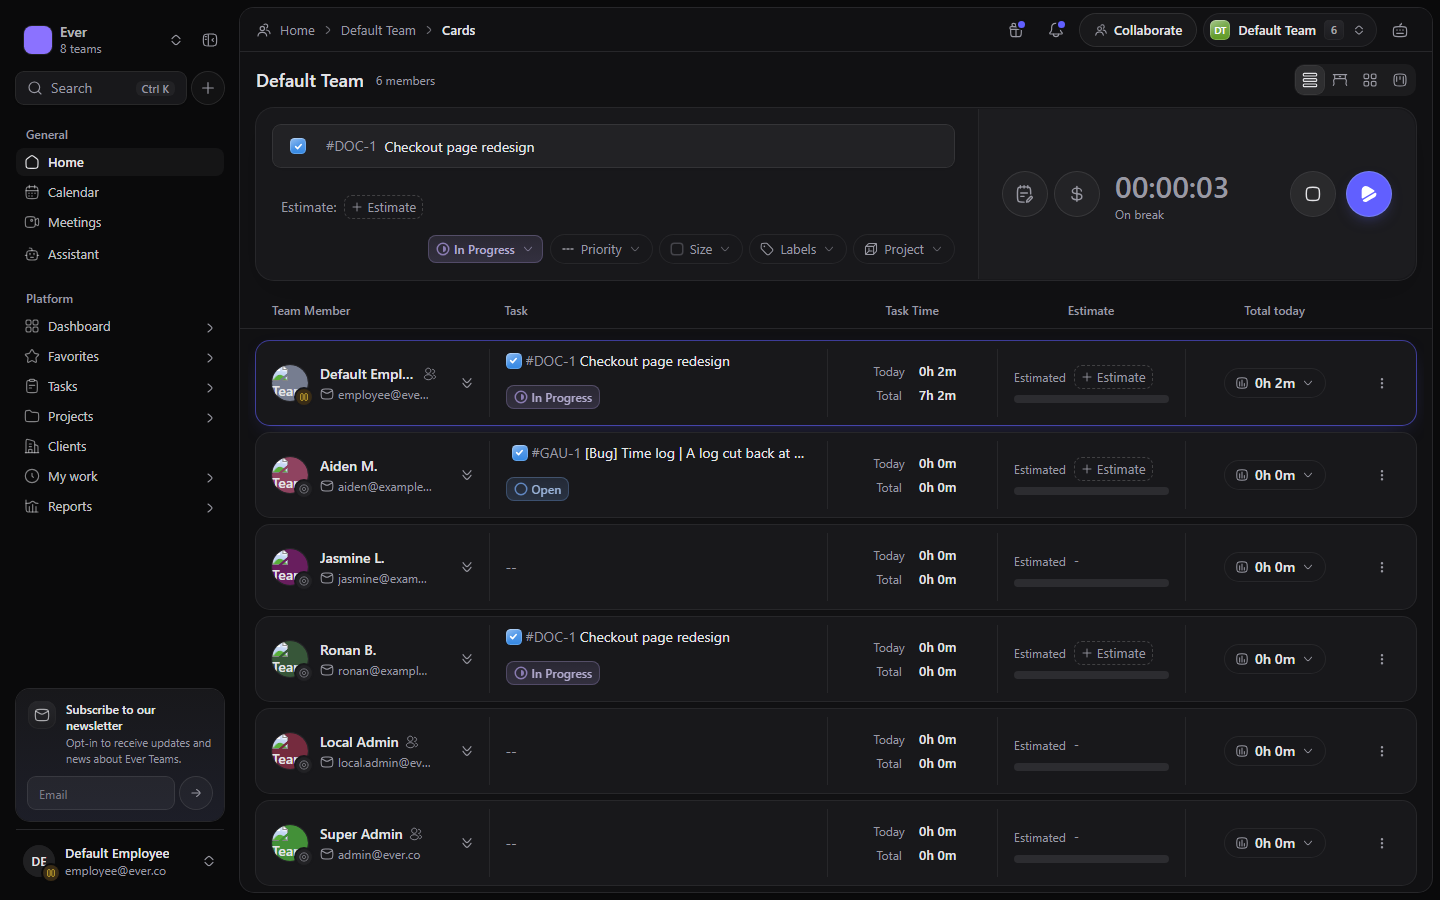 Ever
8 teams
Search
Ctrl K
General
Home
Calendar
Meetings
Assistant
Platform
Dashboard
Favorites
Tasks
Projects
Clients
My work
Reports
Subscribe to our
newsletter
Opt-in to receive updates and
news about Ever Teams.
Email
DE
Default Employee
employee@ever.co
Home
Default Team
Cards
Collaborate
DT
Default Team
6
Default Team
6 members
#DOC-1 Checkout page redesign
Estimate:
+ Estimate
In Progress
Priority
Size
Labels
Project
$
00:00:03
On break
Team Member
Task
Task Time
Estimate
Total today
Default Empl...
employee@eve...
#DOC-1 Checkout page redesign
In Progress
Today 0h 2m
Total 7h 2m
Estimated + Estimate
0h 2m
Aiden M.
aiden@example...
#GAU-1 [Bug] Time log | A log cut back at ...
Open
Today 0h 0m
Total 0h 0m
Estimated + Estimate
0h 0m
Jasmine L.
jasmine@exam...
--
Today 0h 0m
Total 0h 0m
Estimated -
0h 0m
Ronan B.
ronan@exampl...
#DOC-1 Checkout page redesign
In Progress
Today 0h 0m
Total 0h 0m
Estimated + Estimate
0h 0m
Local Admin
local.admin@ev...
--
Today 0h 0m
Total 0h 0m
Estimated -
0h 0m
Super Admin
admin@ever.co
--
Today 0h 0m
Total 0h 0m
Estimated -
0h 0m